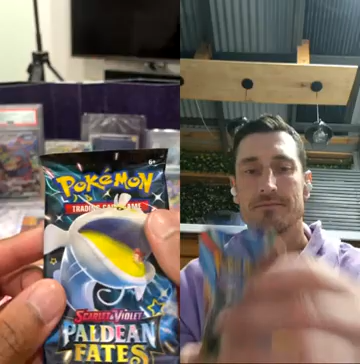 6+
POKÉMON
TRADING CARD GAME
SCARLET & VIOLET
PALDEAN
FATES